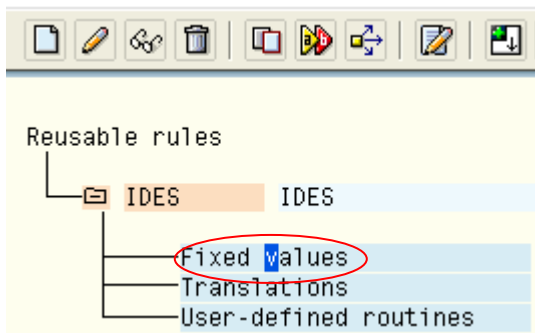 Reusable rules
IDES IDES
Fixed values
Translations
User-defined routines